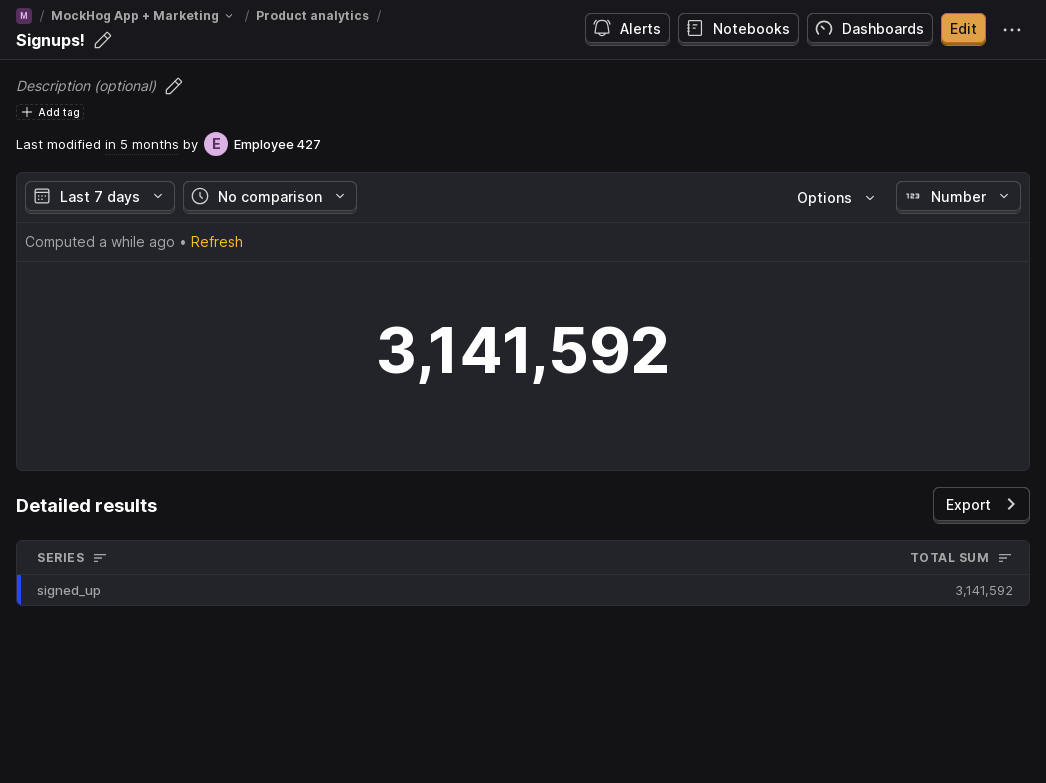 M / MockHog App + Marketing / Product analytics /
Signups!
Alerts
Notebooks
Dashboards
Edit
Description (optional)
Add tag
Last modified in 5 months by E Employee 427
Last 7 days
No comparison
Options
123 Number
Computed a while ago • Refresh
3,141,592
Detailed results
Export
SERIES
TOTAL SUM
signed_up
3,141,592